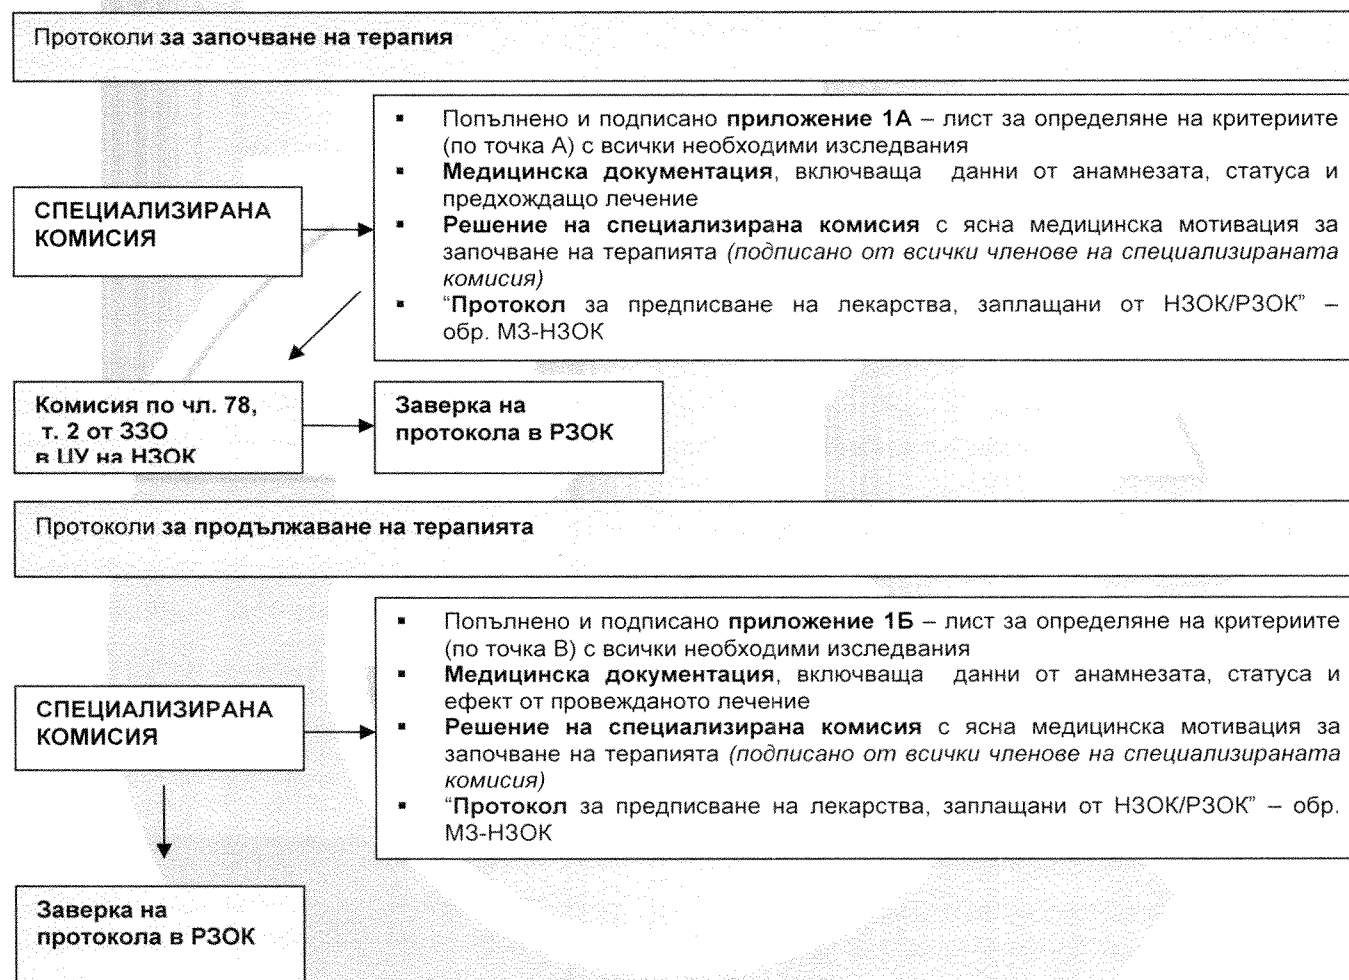 Протоколи за започване на терапия
▪ Попълнено и подписано приложение 1А – лист за определяне на критериите
(по точка А) с всички необходими изследвания
▪ Медицинска документация, включваща данни от анамнезата, статуса и
предхождащо лечение
▪ Решение на специализирана комисия с ясна медицинска мотивация за
започване на терапията (подписано от всички членове на специализираната
комисия)
▪ “Протокол за предписване на лекарства, заплащани от НЗОК/РЗОК” –
обр. МЗ-НЗОК
СПЕЦИАЛИЗИРАНА
КОМИСИЯ
Комисия по чл. 78,
т. 2 от ЗЗО
в ЦУ на НЗОК
Заверка на
протокола в РЗОК
Протоколи за продължаване на терапията
▪ Попълнено и подписано приложение 1Б – лист за определяне на критериите
(по точка В) с всички необходими изследвания
▪ Медицинска документация, включваща данни от анамнезата, статуса и
ефект от провежданото лечение
▪ Решение на специализирана комисия с ясна медицинска мотивация за
започване на терапията (подписано от всички членове на специализираната
комисия)
▪ “Протокол за предписване на лекарства, заплащани от НЗОК/РЗОК” – обр.
МЗ-НЗОК
СПЕЦИАЛИЗИРАНА
КОМИСИЯ
Заверка на
протокола в РЗОК